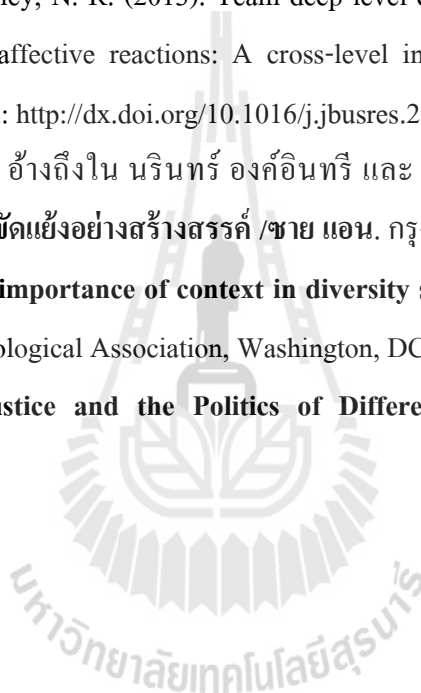 ley, N. R. (2013). Team deep-level
affective reactions: A cross-level in
: http://dx.doi.org/10.1016/j.jbusres.2
อ้างถึงใน นรินทร์ องค์อินทรี และ
ขัดแย้งอย่างสร้างสรรค์ /ซาย แอน. กรุ
importance of context in diversity s
ological Association, Washington, DC
stice and the Politics of Differe
มหาวิทยาลัยเทคโนโลยีสุรนารี